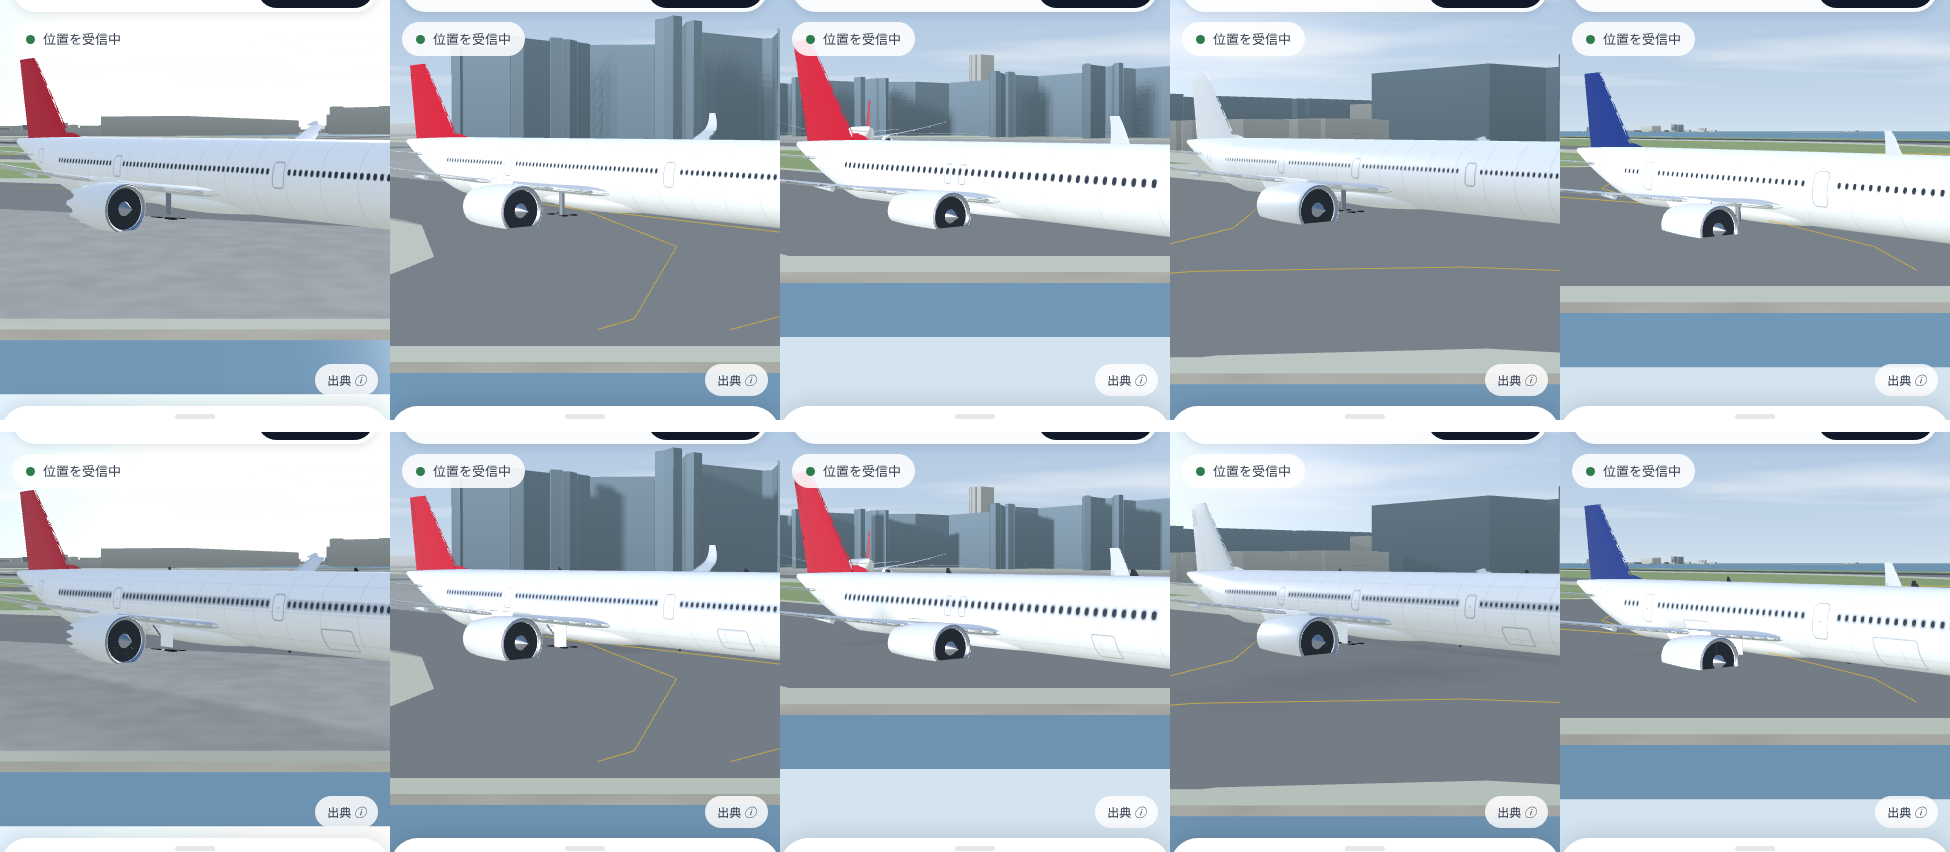 位置を受信中
位置を受信中
位置を受信中
位置を受信中
位置を受信中
出典 ⓘ
出典 ⓘ
出典 ⓘ
出典 ⓘ
出典 ⓘ
位置を受信中
位置を受信中
位置を受信中
位置を受信中
位置を受信中
出典 ⓘ
出典 ⓘ
出典 ⓘ
出典 ⓘ
出典 ⓘ